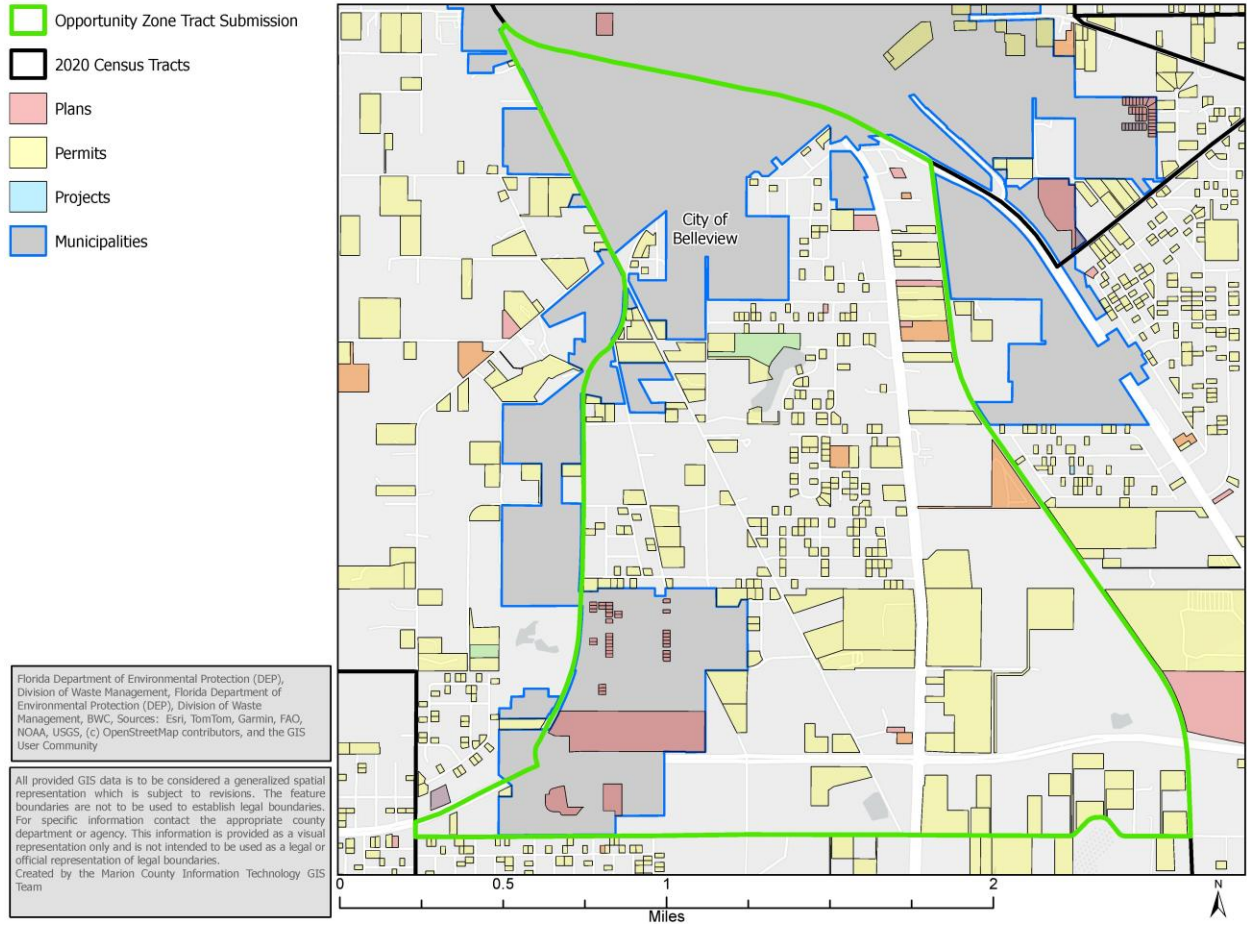 Opportunity Zone Tract Submission
2020 Census Tracts
Plans
Permits
Projects
Municipalities
City of
Belleview
Florida Department of Environmental Protection (DEP),
Division of Waste Management, Florida Department of
Environmental Protection (DEP), Division of Waste
Management, BWC, Sources: Esri, TomTom, Garmin, FAO,
NOAA, USGS, (c) OpenStreetMap contributors, and the GIS
User Community
All provided GIS data is to be considered a generalized spatial
representation which is subject to revisions. The feature
boundaries are not to be used to establish legal boundaries.
For specific information contact the appropriate county
department or agency. This information is provided as a visual
representation only and is not intended to be used as a legal or
official representation of legal boundaries.
Created by the Marion County Information Technology GIS
Team
0 0.5 1 2
Miles
N